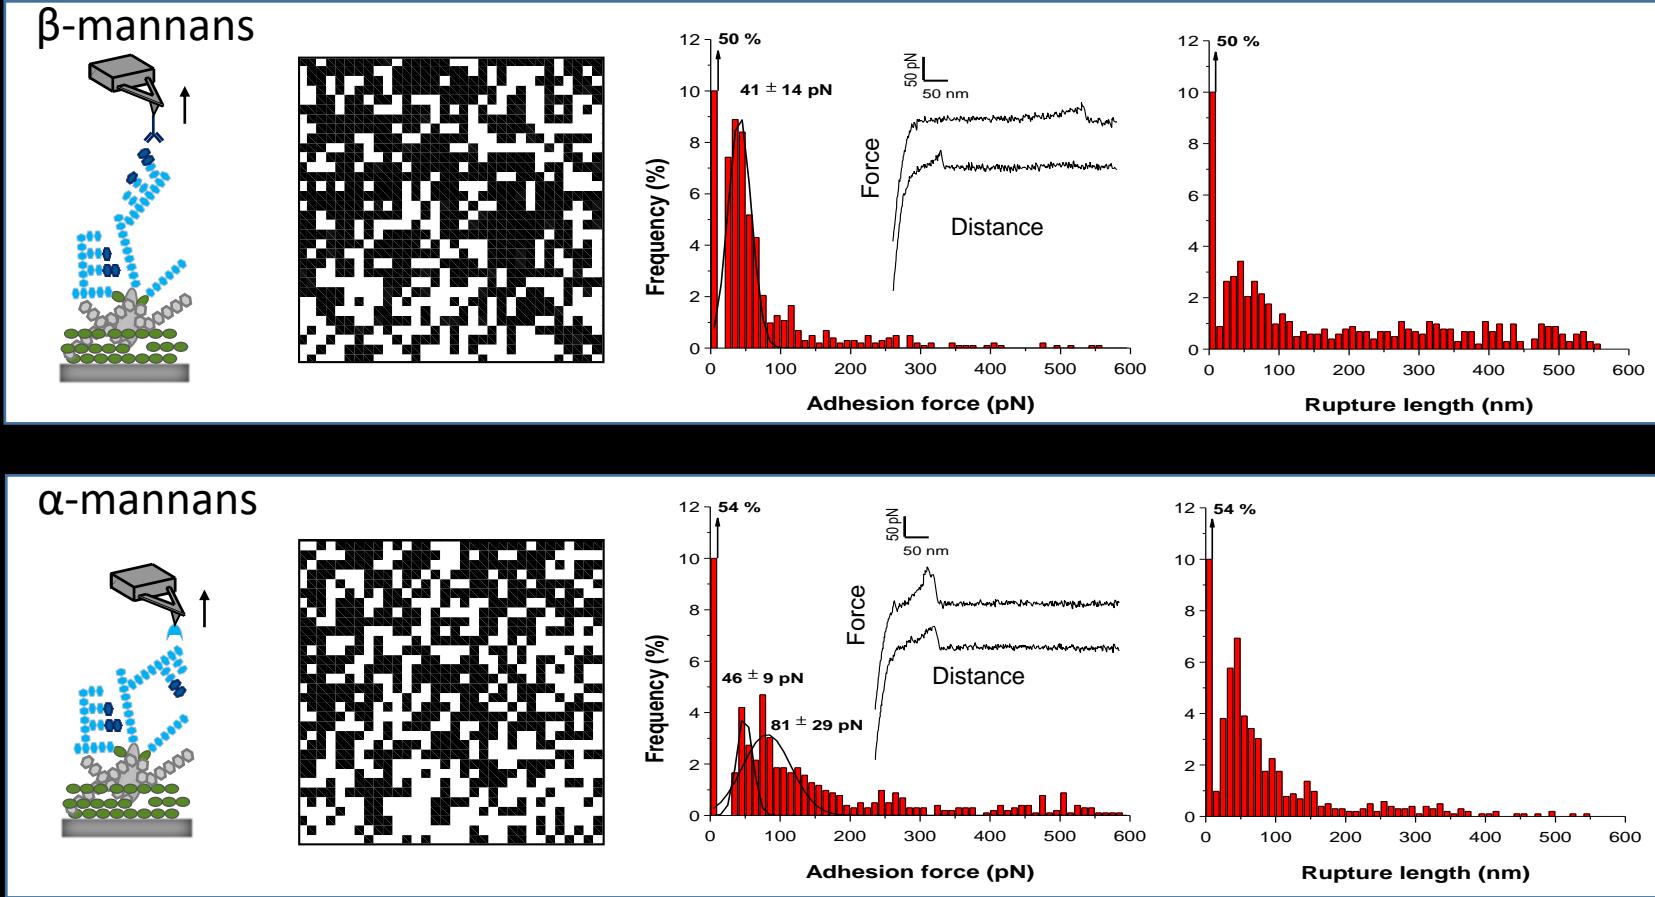 β-mannans
12
50 %
10
41 ± 14 pN
8
6
4
2
0
Frequency (%)
0 100 200 300 400 500 600
Adhesion force (pN)
50 pN
50 nm
Force
Distance
12
50 %
10
8
6
4
2
0
0 100 200 300 400 500 600
Rupture length (nm)
α-mannans
12
54 %
10
8
6
46 ± 9 pN
4
81 ± 29 pN
2
0
Frequency (%)
0 100 200 300 400 500 600
Adhesion force (pN)
50 pN
50 nm
Force
Distance
12
54 %
10
8
6
4
2
0
0 100 200 300 400 500 600
Rupture length (nm)